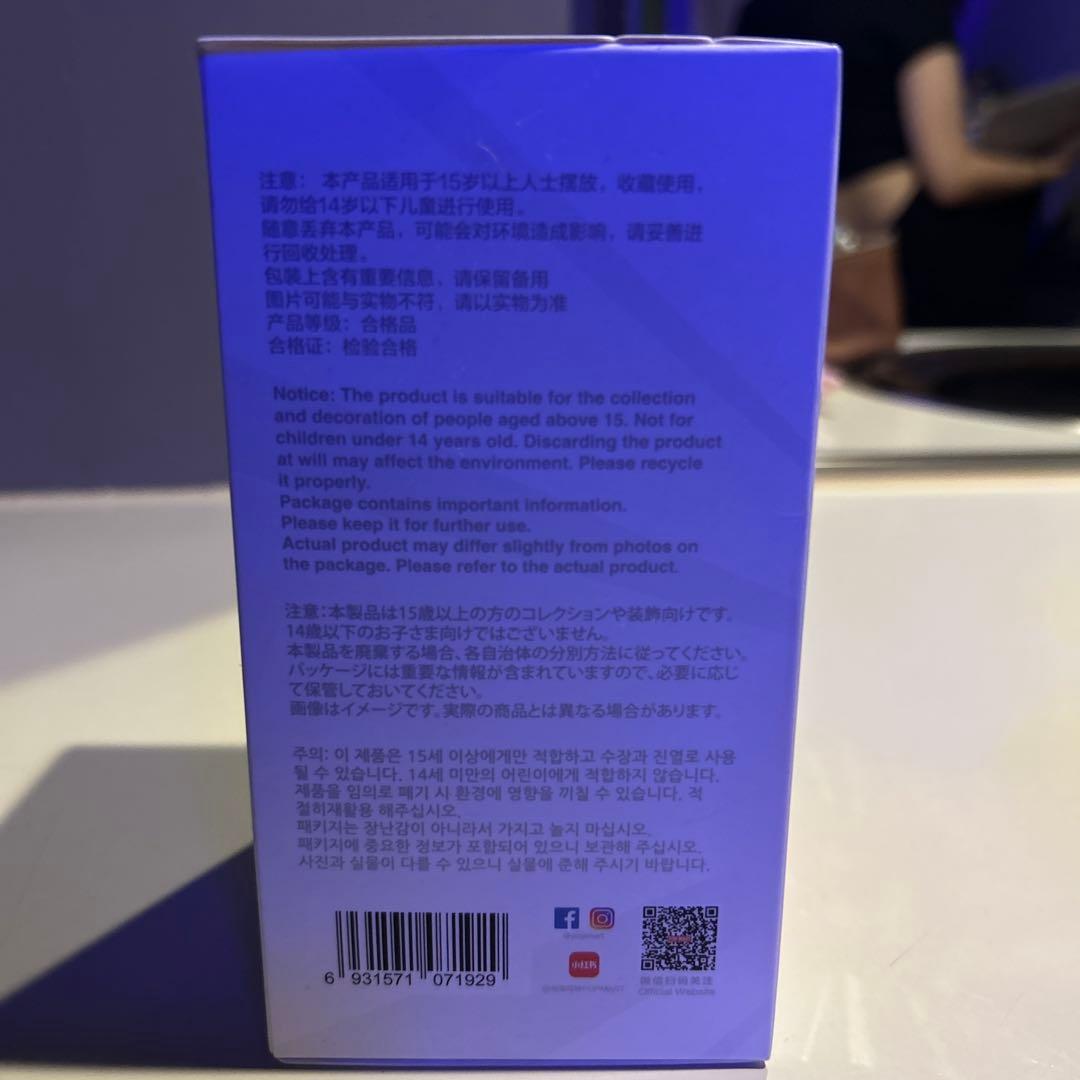 注意： 本产品适用于15岁以上人士摆放，收藏使用，
请勿给14岁以下儿童进行使用。
随意丢弃本产品，可能会对环境造成影响，请妥善进
行回收处理。
包装上含有重要信息，请保留备用
图片可能与实物不符，请以实物为准
产品等级：合格品
合格证：检验合格
Notice: The product is suitable for the collection
and decoration of people aged above 15. Not for
children under 14 years old. Discarding the product
at will may affect the environment. Please recycle
it properly.
Package contains important information.
Please keep it for further use.
Actual product may differ slightly from photos on
the package. Please refer to the actual product.
注意：本製品は15歳以上の方のコレクションや装飾向けです。
14歳以下のお子さま向けではございません。
本製品を廃棄する場合、各自治体の分別方法に従ってください。
パッケージには重要な情報が含まれていますので、必要に応じ
て保管しておいてください。
画像はイメージです。実際の商品とは異なる場合があります。
주의: 이 제품은 15세 이상에게만 적합하고 수장과 진열로 사용
될 수 있습니다. 14세 미만의 어린이에게 적합하지 않습니다.
제품을 임의로 폐기 시 환경에 영향을 끼칠 수 있습니다. 적
절히재활용 해주십시오.
패키지는 장난감이 아니라서 가지고 놀지 마십시오.
패키지에 중요한 정보가 포함되어 있으니 보관해 주십시오.
사진과 실물이 다를 수 있으니 실물에 준해 주시기 바랍니다.
6 931571 071929
@popmart
小红书
微信扫码关注
Official Website